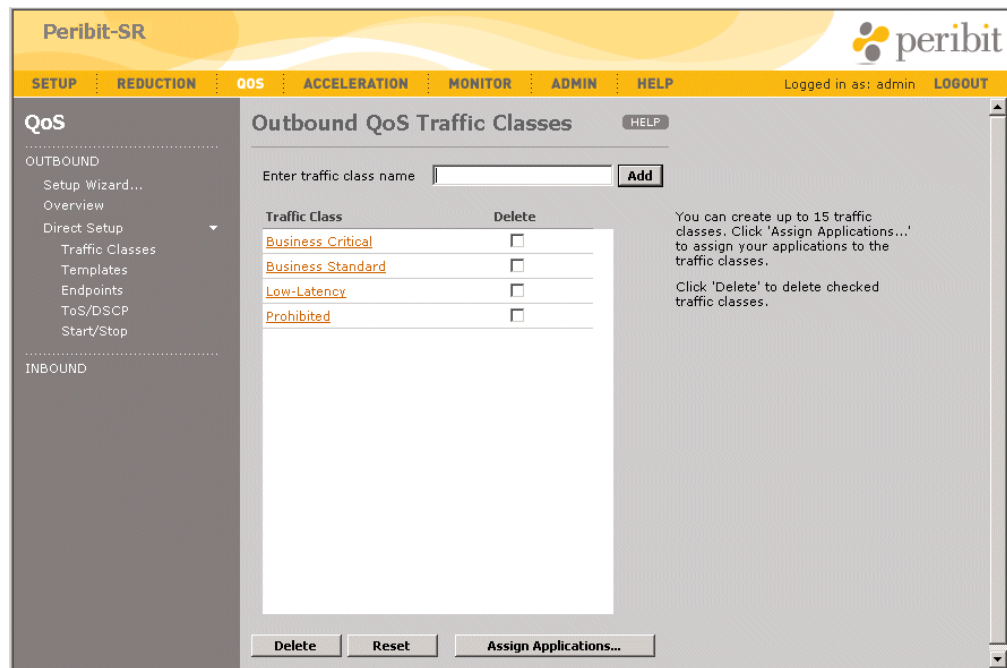 Peribit-SR
peribit
SETUP REDUCTION QOS ACCELERATION MONITOR ADMIN HELP Logged in as: admin LOGOUT
QoS
OUTBOUND
Setup Wizard...
Overview
Direct Setup
Traffic Classes
Templates
Endpoints
ToS/DSCP
Start/Stop
INBOUND
Outbound QoS Traffic Classes HELP
Enter traffic class name Add
Traffic Class Delete
Business Critical
Business Standard
Low-Latency
Prohibited
You can create up to 15 traffic
classes. Click 'Assign Applications...'
to assign your applications to the
traffic classes.
Click 'Delete' to delete checked
traffic classes.
Delete Reset Assign Applications...